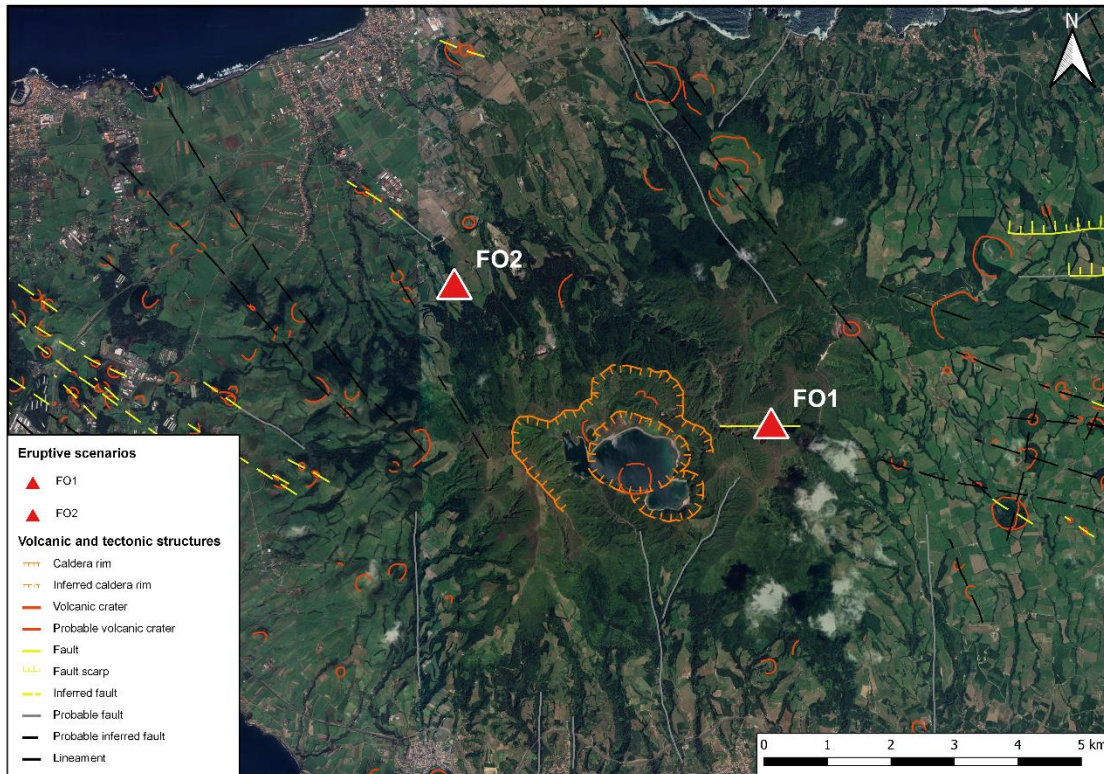 N
FO2
FO1
Eruptive scenarios
FO1
FO2
Volcanic and tectonic structures
Caldera rim
Inferred caldera rim
Volcanic crater
Probable volcanic crater
Fault
Fault scarp
Inferred fault
Probable fault
Probable inferred fault
Lineament
0 1 2 3 4 5 km